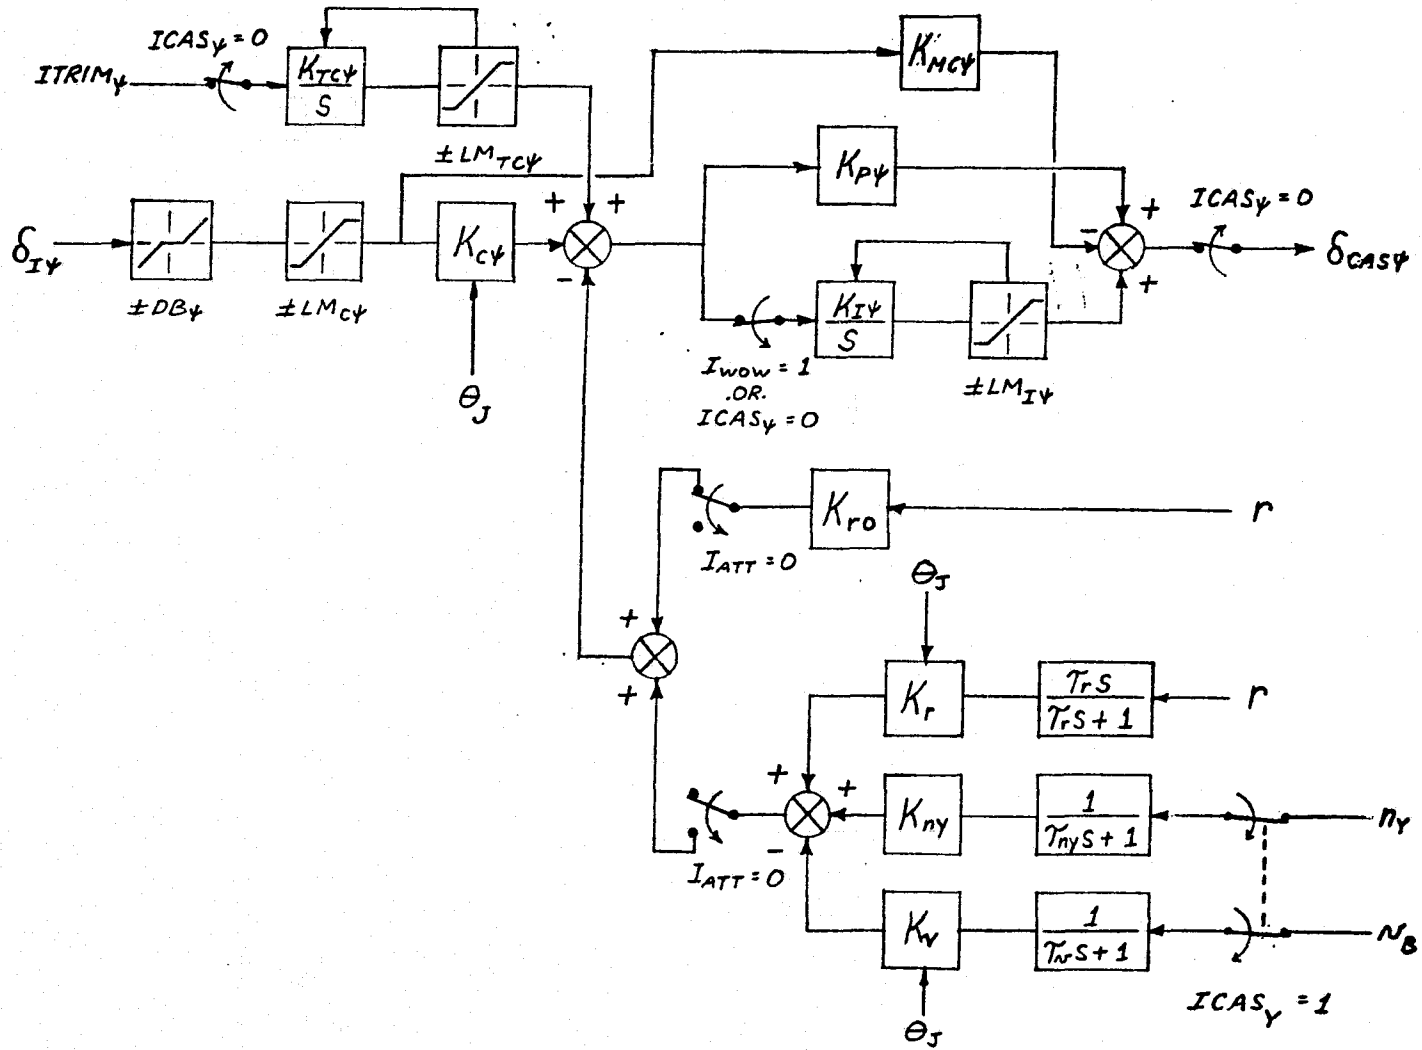 ICASψ = 0
ITRIMψ
KTCψ
S
±LMTCψ
K'MCψ
KPψ
ICASψ = 0
+ +
- +
δIψ
KCψ
δCASψ
- +
±DBψ
±LMCψ
KIψ
S
θJ
IWOW = 1
.OR.
ICASψ = 0
±LMIψ
Kro
r
IATT = 0
θJ
+
+
Kr
τrS
τrS + 1
r
+ +
Kny
1
τnyS + 1
nY
-
IATT = 0
Kv
1
τvS + 1
vB
θJ
ICASY = 1